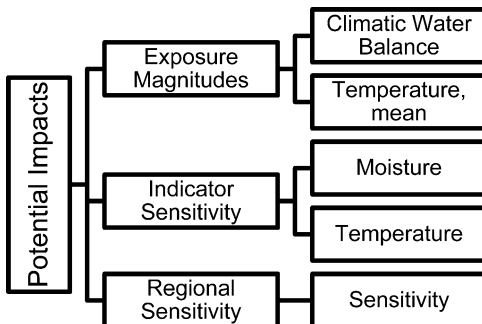 Potential Impacts
Exposure
Magnitudes
Climatic Water
Balance
Temperature,
mean
Indicator
Sensitivity
Moisture
Temperature
Regional
Sensitivity
Sensitivity